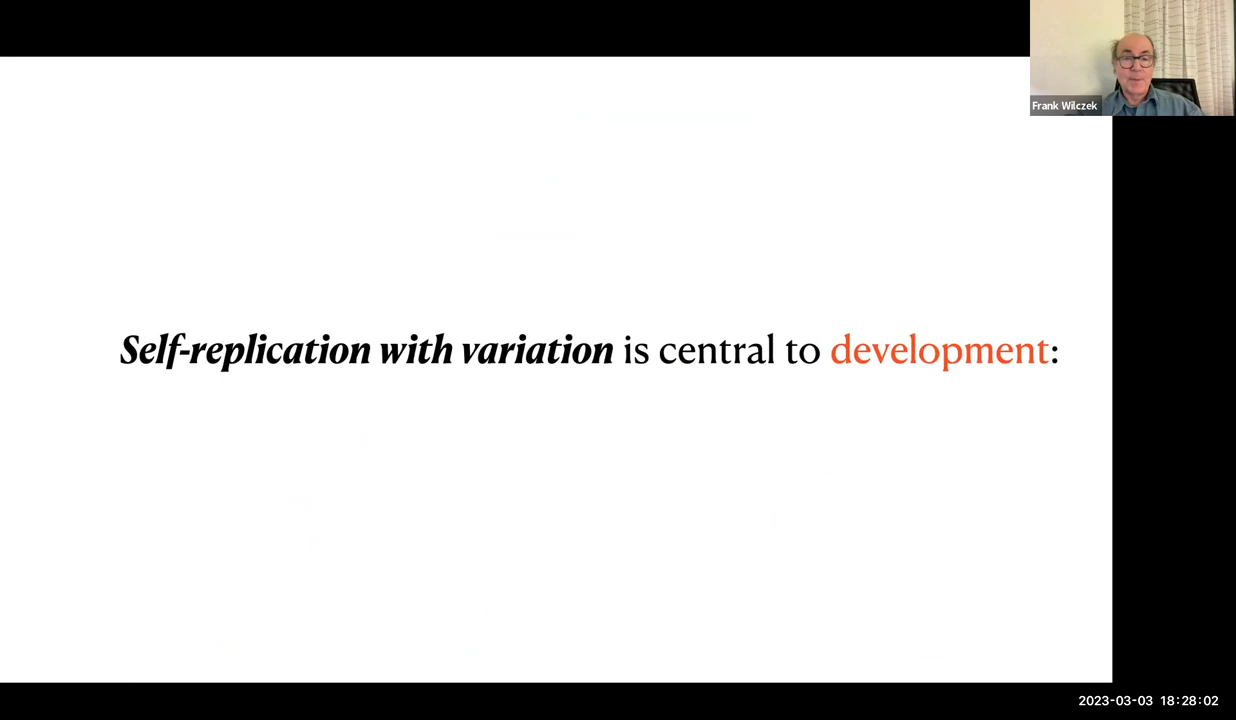 Frank Wilczek
Self-replication with variation is central to development:
2023-03-03 18:28:02